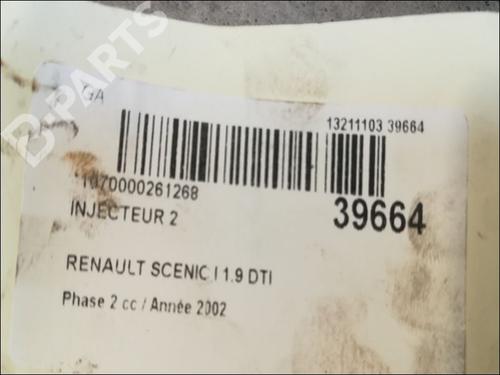 B-PARTS
GA
13211103 39664
*1070000261268
39664
INJECTEUR 2
RENAULT SCENIC I 1.9 DTI
Phase 2 cc / Année 2002